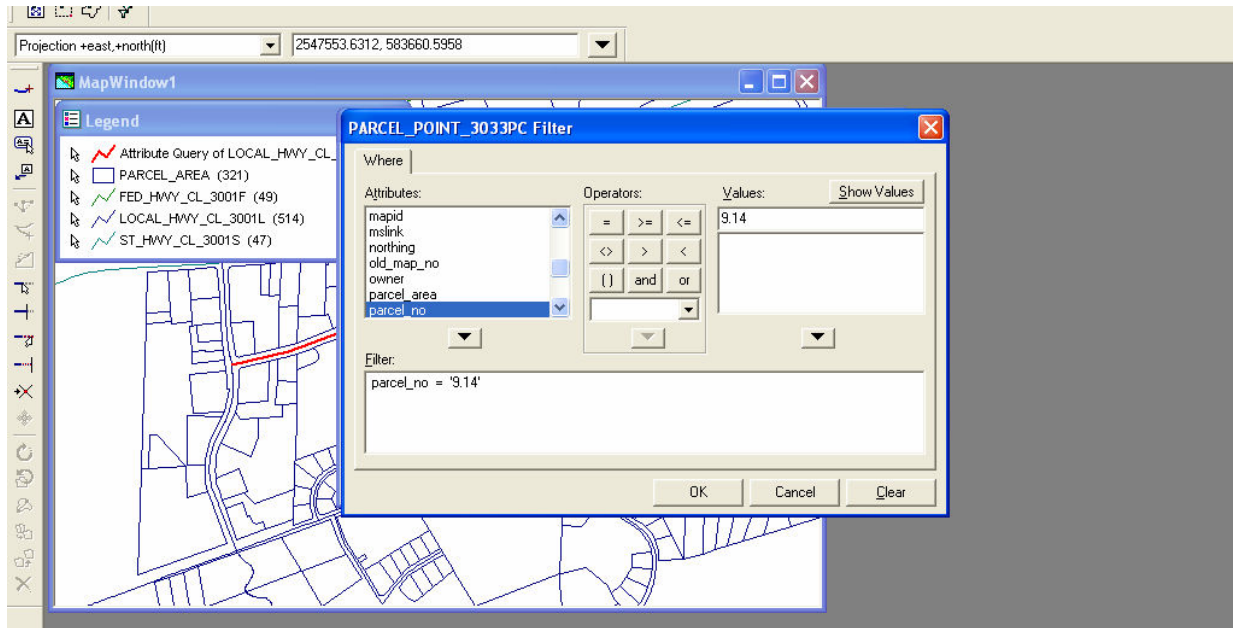 Projection +east,+north(ft) 2547553.6312, 583660.5958
MapWindow1
Legend
Attribute Query of LOCAL_HWY_CL_
PARCEL_AREA (321)
FED_HWY_CL_3001F (49)
LOCAL_HWY_CL_3001L (514)
ST_HWY_CL_3001S (47)
PARCEL_POINT_3033PC Filter
Where
Attributes: Operators: Values: Show Values
mapid
mslink
northing
old_map_no
owner
parcel_area
parcel_no
= >= <=
<> > <
() and or
9.14
Filter:
parcel_no = '9.14'
OK Cancel Clear